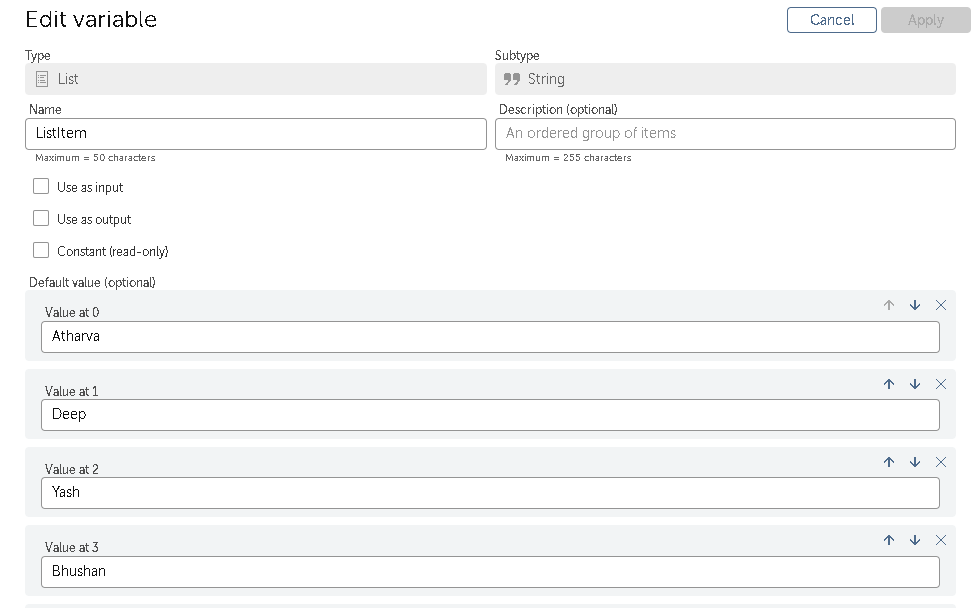 Edit variable
Cancel
Apply
Type
Subtype
List
String
Name
Description (optional)
ListItem
An ordered group of items
Maximum = 50 characters
Maximum = 255 characters
Use as input
Use as output
Constant (read-only)
Default value (optional)
Value at 0
Atharva
Value at 1
Deep
Value at 2
Yash
Value at 3
Bhushan